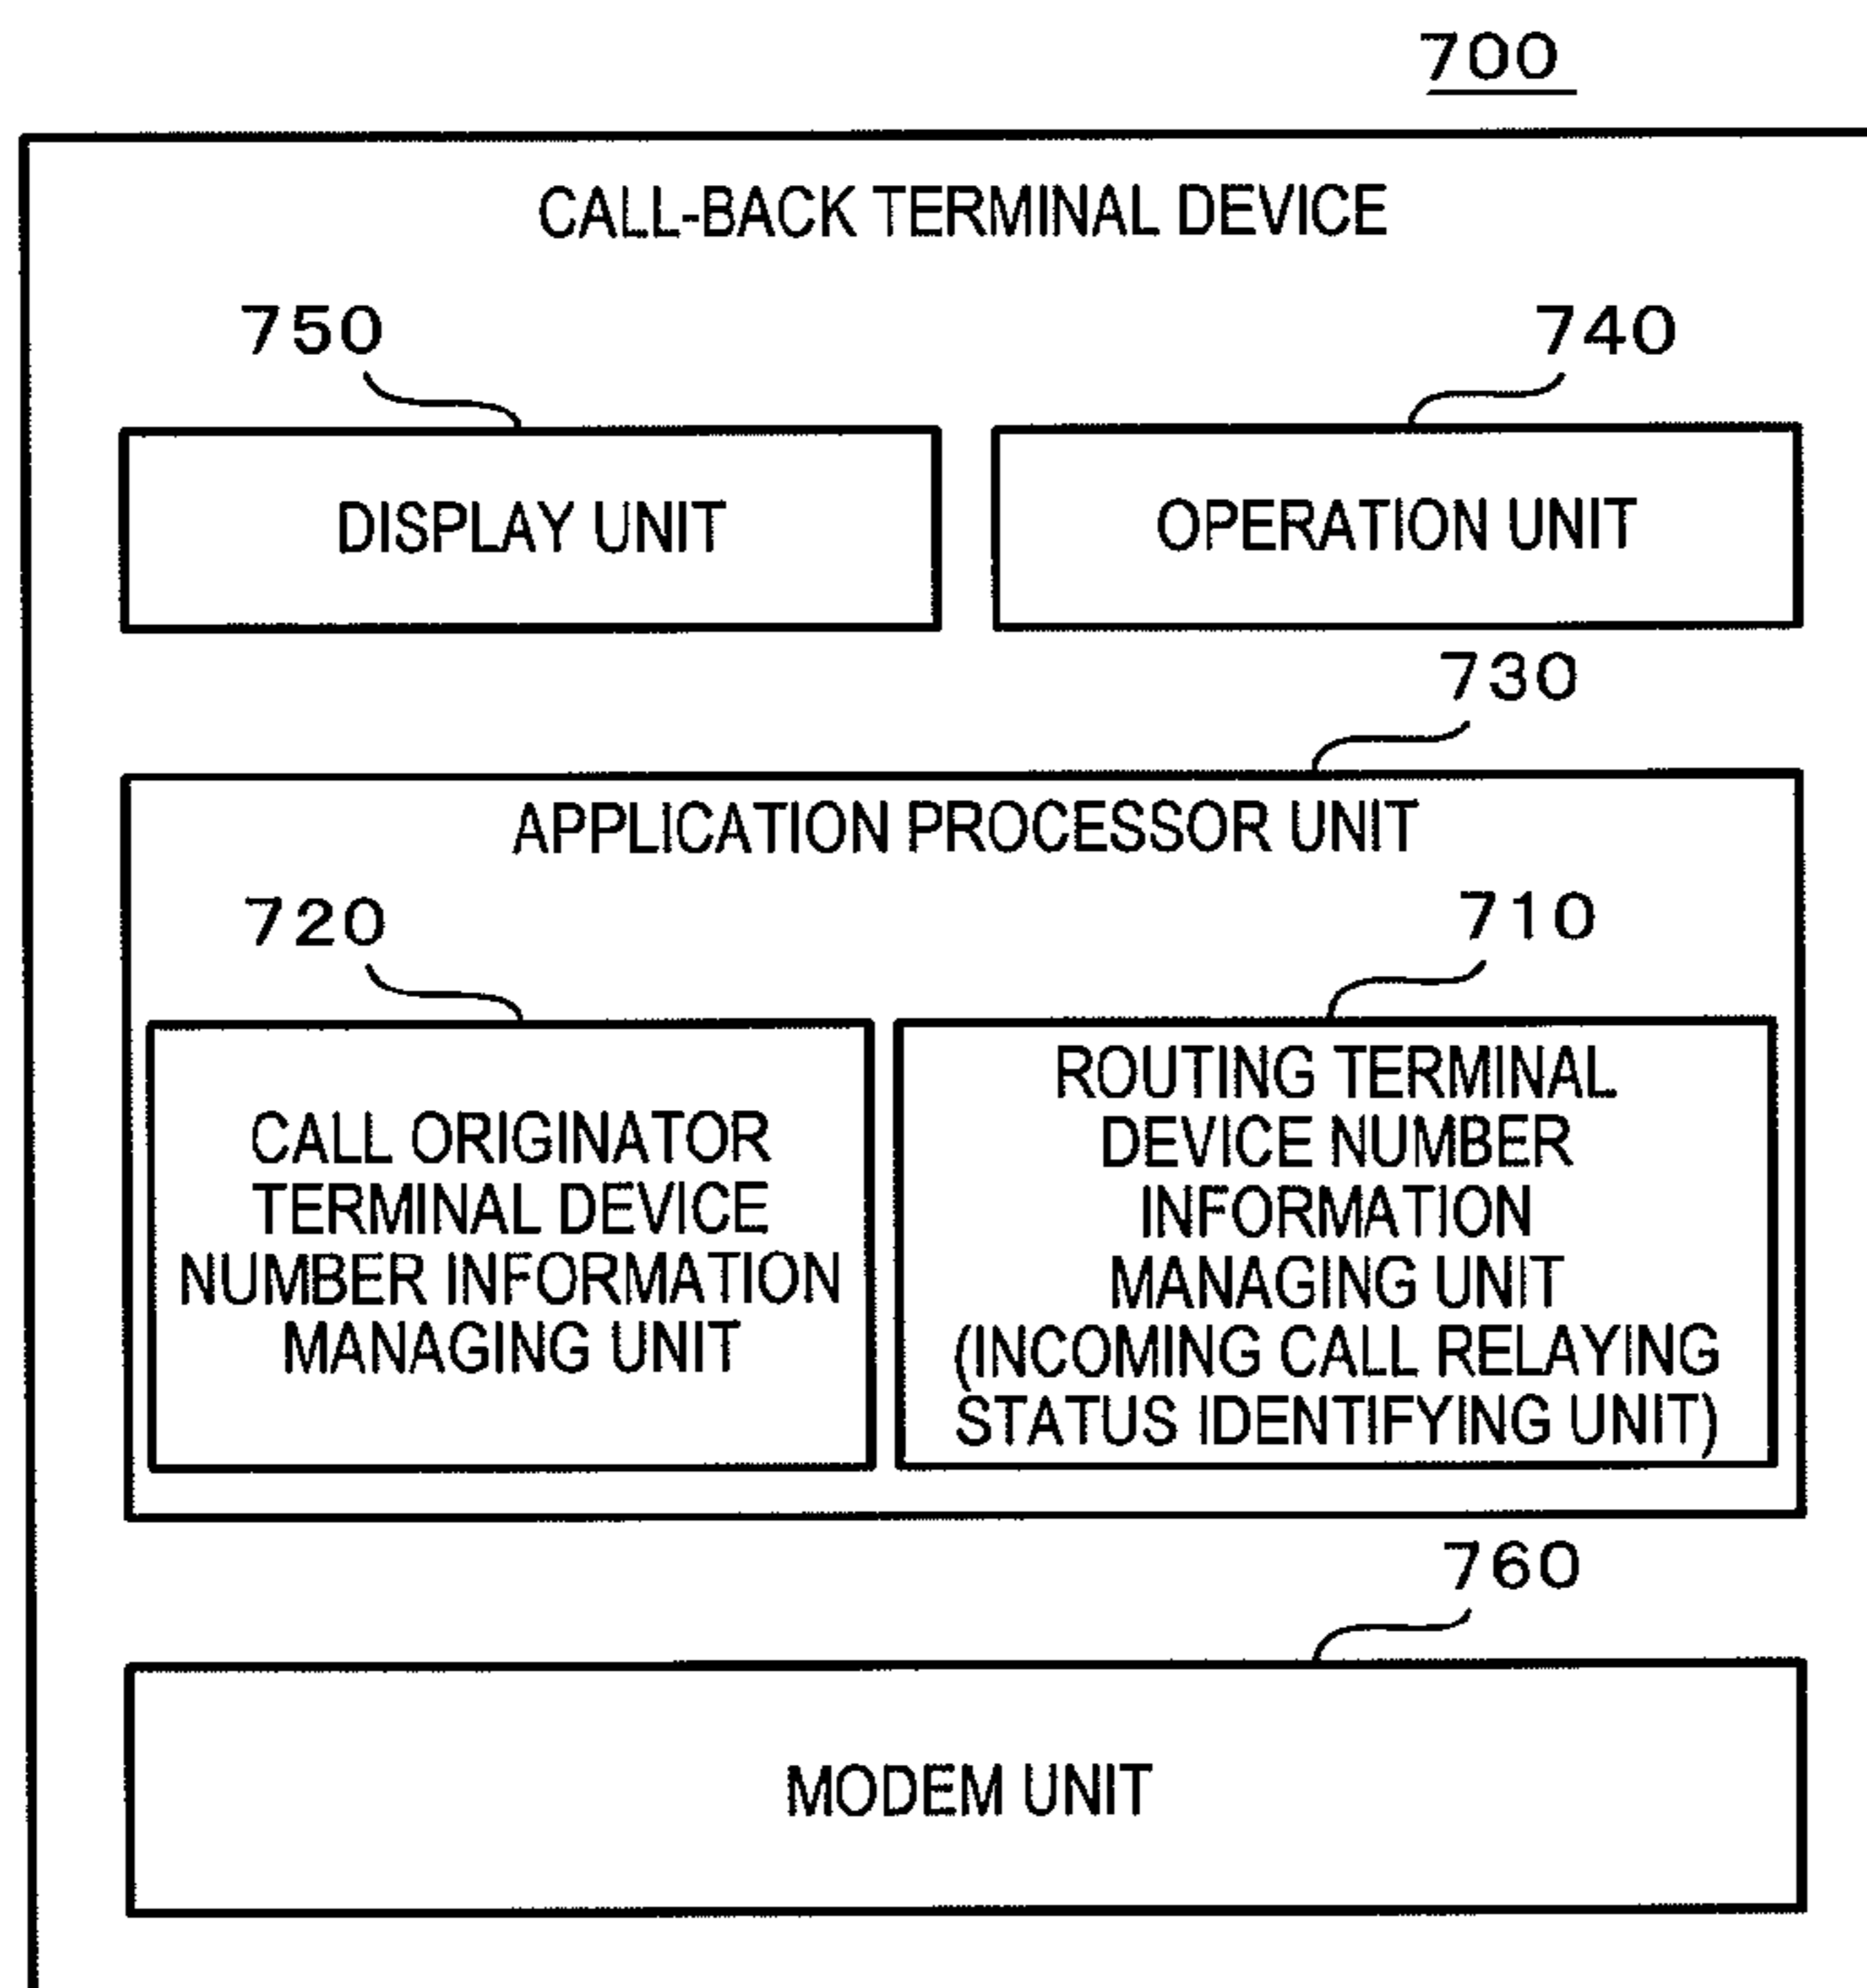 700
CALL-BACK TERMINAL DEVICE
750
740
DISPLAY UNIT
OPERATION UNIT
730
APPLICATION PROCESSOR UNIT
720
710
CALL ORIGINATOR
TERMINAL DEVICE
NUMBER INFORMATION
MANAGING UNIT
ROUTING TERMINAL
DEVICE NUMBER
INFORMATION
MANAGING UNIT
(INCOMING CALL RELAYING
STATUS IDENTIFYING UNIT)
760
MODEM UNIT